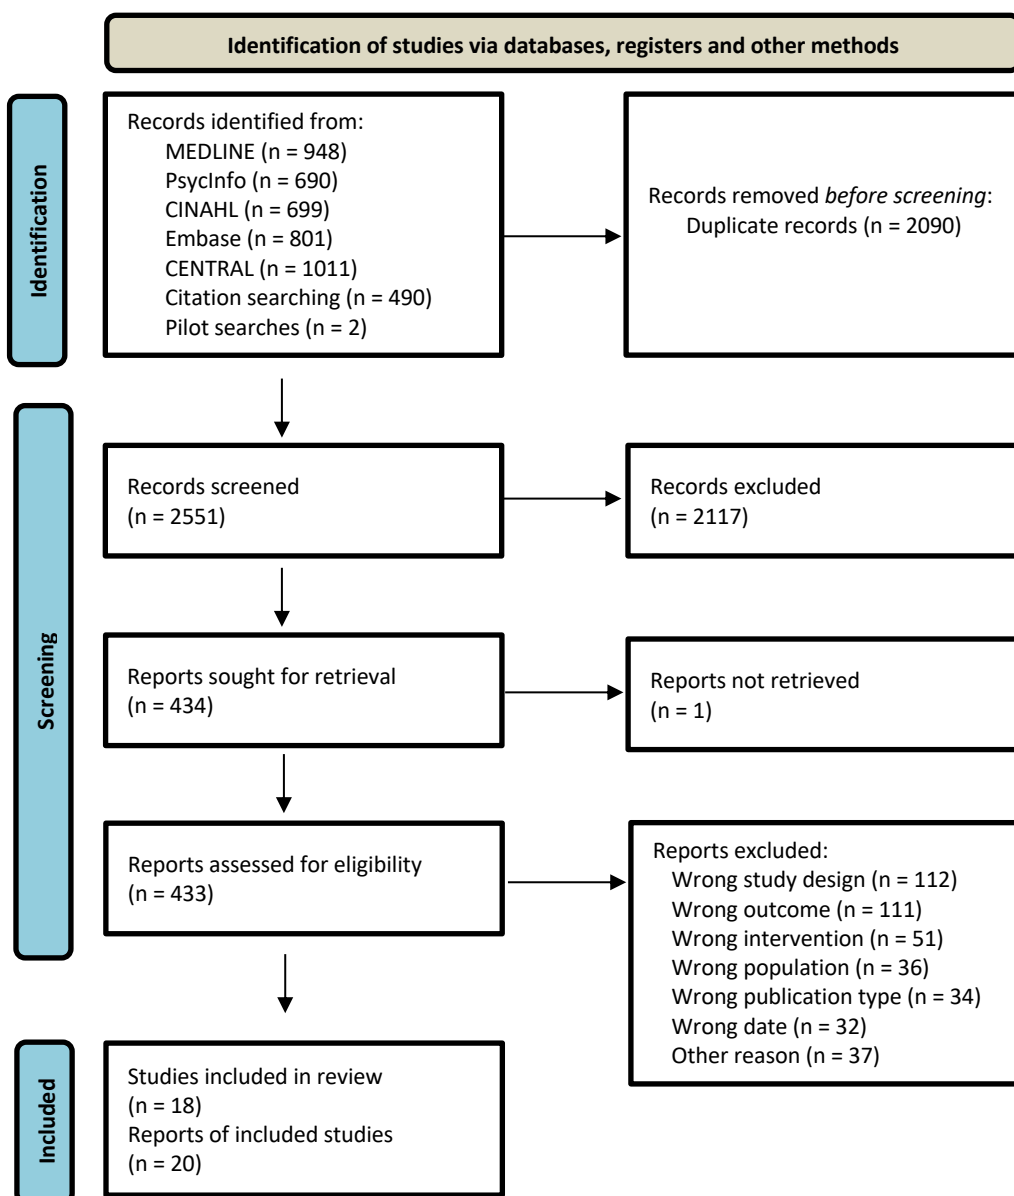 Identification of studies via databases, registers and other methods
Identification
Records identified from:
MEDLINE (n = 948)
PsycInfo (n = 690)
CINAHL (n = 699)
Embase (n = 801)
CENTRAL (n = 1011)
Citation searching (n = 490)
Pilot searches (n = 2)
Records removed before screening:
Duplicate records (n = 2090)
Screening
Records screened
(n = 2551)
Records excluded
(n = 2117)
Reports sought for retrieval
(n = 434)
Reports not retrieved
(n = 1)
Reports assessed for eligibility
(n = 433)
Reports excluded:
Wrong study design (n = 112)
Wrong outcome (n = 111)
Wrong intervention (n = 51)
Wrong population (n = 36)
Wrong publication type (n = 34)
Wrong date (n = 32)
Other reason (n = 37)
Included
Studies included in review
(n = 18)
Reports of included studies
(n = 20)